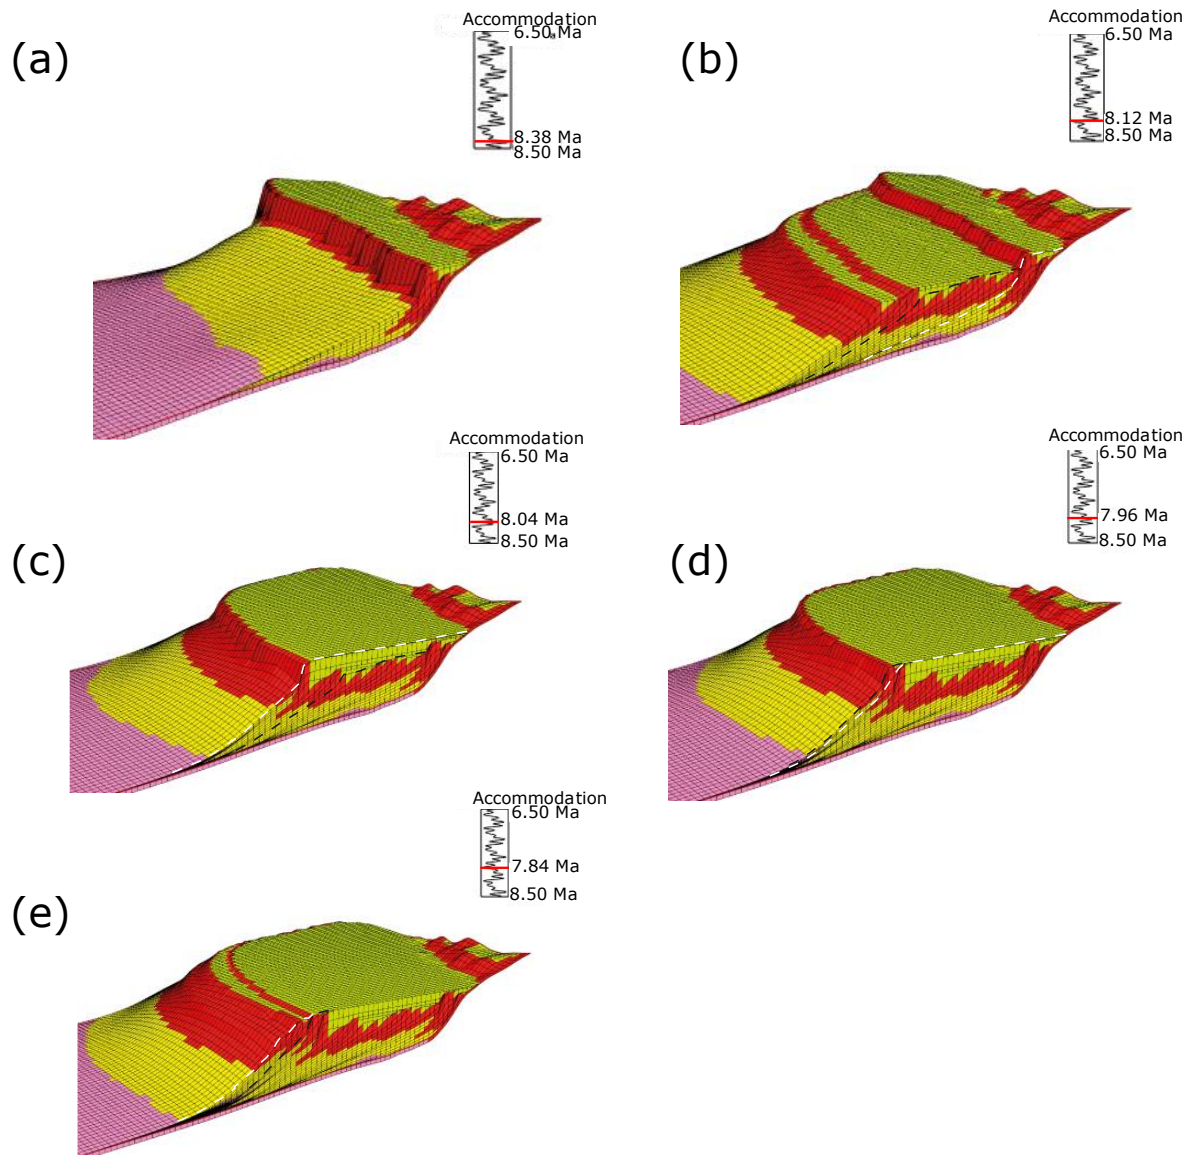 (a)
Accommodation
6.50 Ma
8.38 Ma
8.50 Ma
(b)
Accommodation
6.50 Ma
8.12 Ma
8.50 Ma
(c)
Accommodation
6.50 Ma
8.04 Ma
8.50 Ma
(d)
Accommodation
6.50 Ma
7.96 Ma
8.50 Ma
(e)
Accommodation
6.50 Ma
7.84 Ma
8.50 Ma